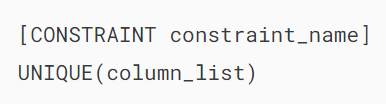 [CONSTRAINT constraint_name]
UNIQUE(column_list)